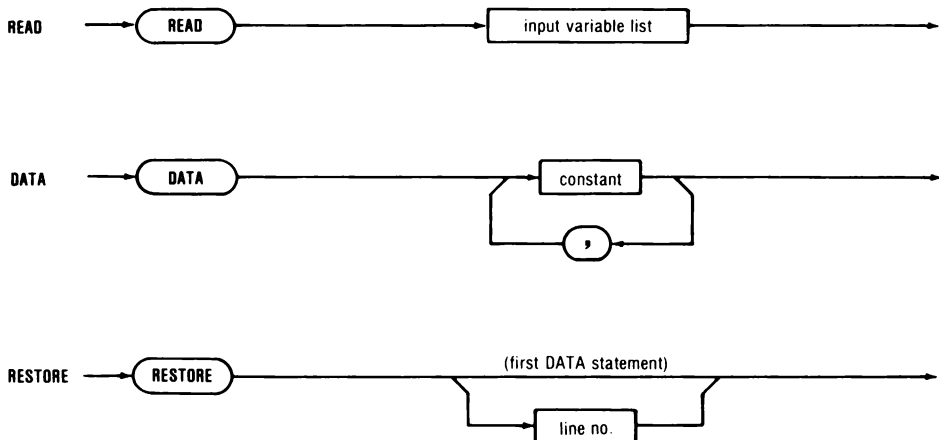 READ READ input variable list
DATA DATA constant
,
(first DATA statement)
RESTORE RESTORE
line no.